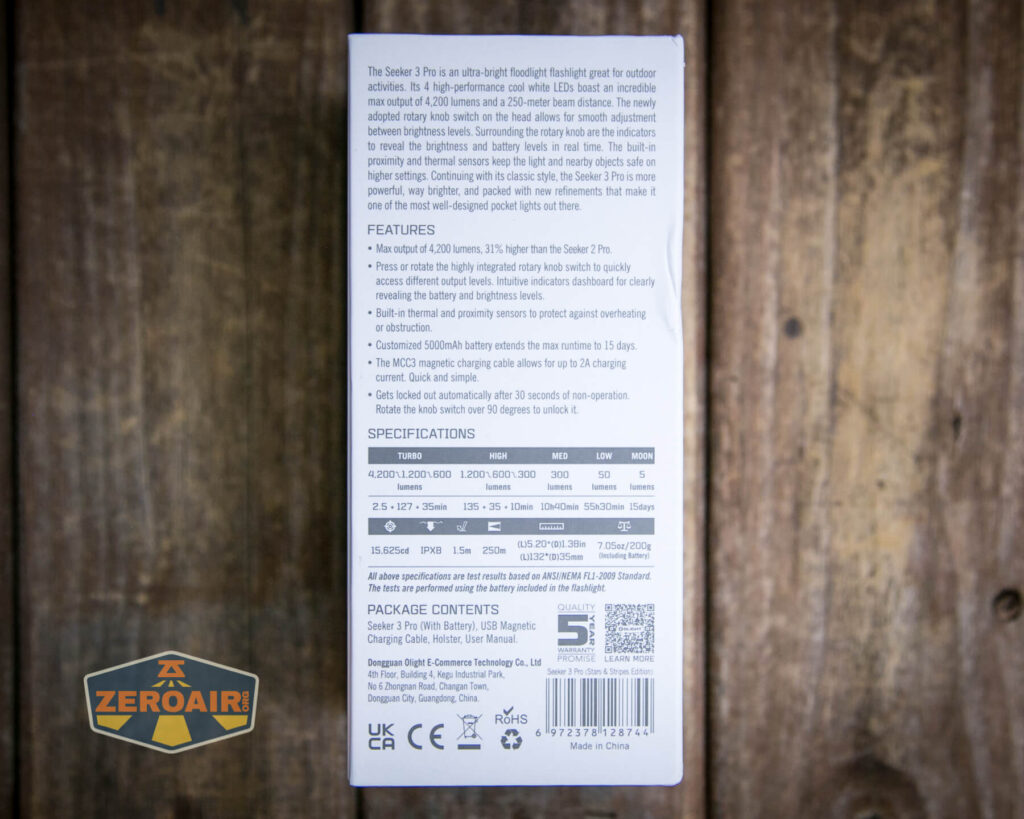 The Seeker 3 Pro is an ultra-bright floodlight flashlight great for outdoor
activities. Its 4 high-performance cool white LEDs boast an incredible
max output of 4,200 lumens and a 250-meter beam distance. The newly
adopted rotary knob switch on the head allows for smooth adjustment
between brightness levels. Surrounding the rotary knob are the indicators
to reveal the brightness and battery levels in real time. The built-in
proximity and thermal sensors keep the light and nearby objects safe on
higher settings. Continuing with its classic style, the Seeker 3 Pro is more
powerful, way brighter, and packed with new refinements that make it
one of the most well-designed pocket lights out there.
FEATURES
• Max output of 4,200 lumens, 31% higher than the Seeker 2 Pro.
• Press or rotate the highly integrated rotary knob switch to quickly
access different output levels. Intuitive indicators dashboard for clearly
revealing the battery and brightness levels.
• Built-in thermal and proximity sensors to protect against overheating
or obstruction.
• Customized 5000mAh battery extends the max runtime to 15 days.
• The MCC3 magnetic charging cable allows for up to 2A charging
current. Quick and simple.
• Gets locked out automatically after 30 seconds of non-operation.
Rotate the knob switch over 90 degrees to unlock it.
SPECIFICATIONS
TURBO HIGH MED LOW MOON
4,200\1,200\600 1,200\600\300 300 50 5
lumens lumens lumens lumens lumens
2.5 + 127 + 35min 135 + 35 + 10min 10h40min 55h30min 15days
15,625cd IPX8 1.5m 250m (L)5.20*(D)1.38in 7.05oz/200g
(L)132*(D)35mm (Including Battery)
All above specifications are test results based on ANSI/NEMA FL1-2009 Standard.
The tests are performed using the battery included in the flashlight.
PACKAGE CONTENTS
Seeker 3 Pro (With Battery), USB Magnetic
Charging Cable, Holster, User Manual.
QUALITY
5 YEAR
WARRANTY
PROMISE
OLIGHT
LEARN MORE
Dongguan Olight E-Commerce Technology Co., Ltd
4th Floor, Building 4, Kegu Industrial Park,
No 6 Zhongnan Road, Changan Town,
Dongguan City, Guangdong, China.
Seeker 3 Pro (Stars & Stripes Edition)
6 972378 128744
Made in China
UK
CA
CE
RoHS
ZEROAIR.ORG